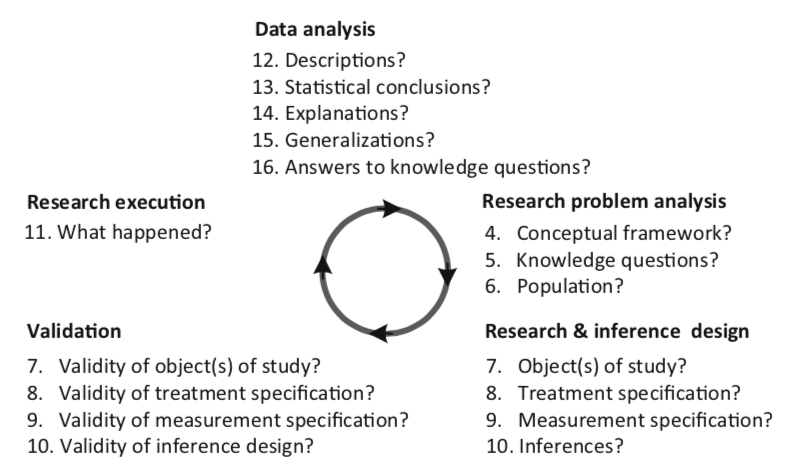 Data analysis
12. Descriptions?
13. Statistical conclusions?
14. Explanations?
15. Generalizations?
16. Answers to knowledge questions?
Research execution
11. What happened?
Research problem analysis
4. Conceptual framework?
5. Knowledge questions?
6. Population?
Validation
7. Validity of object(s) of study?
8. Validity of treatment specification?
9. Validity of measurement specification?
10. Validity of inference design?
Research & inference design
7. Object(s) of study?
8. Treatment specification?
9. Measurement specification?
10. Inferences?